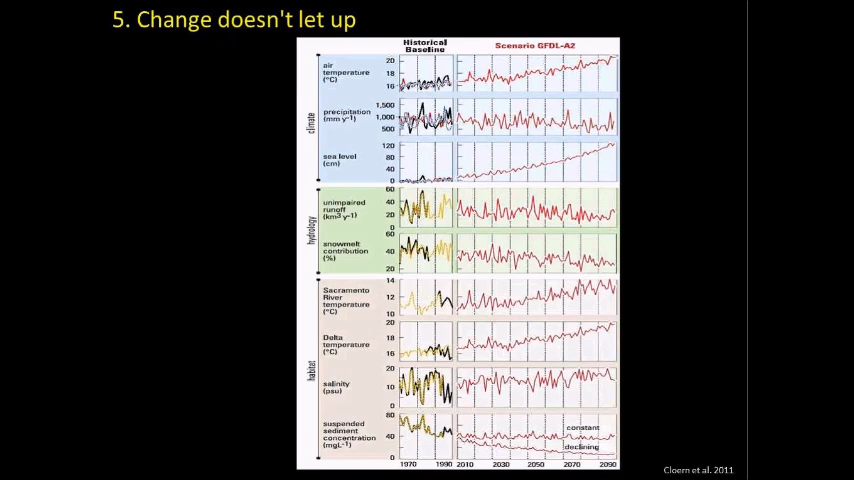 5. Change doesn't let up
Historical
Baseline
Scenario GFDL-A2
climate
air
temperature
(°C)
20
18
16
precipitation
(mm y-1)
1,500
1,000
500
sea level
(cm)
120
80
40
0
hydrology
unimpaired
runoff
(km3 y-1)
60
40
20
0
snowmelt
contribution
(%)
60
40
20
habitat
Sacramento
River
temperature
(°C)
14
12
10
Delta
temperature
(°C)
20
18
16
salinity
(psu)
20
10
0
suspended
sediment
concentration
(mgL-1)
80
40
0
constant
declining
1970 1990 2010 2030 2050 2070 2090
Cloern et al. 2011